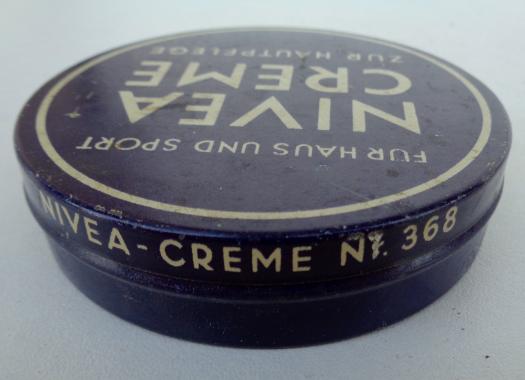 FÜR HAUS UND SPORT
NIVEA
CREME
ZUR HAUTPFLEGE
NIVEA-CREME Nr. 368